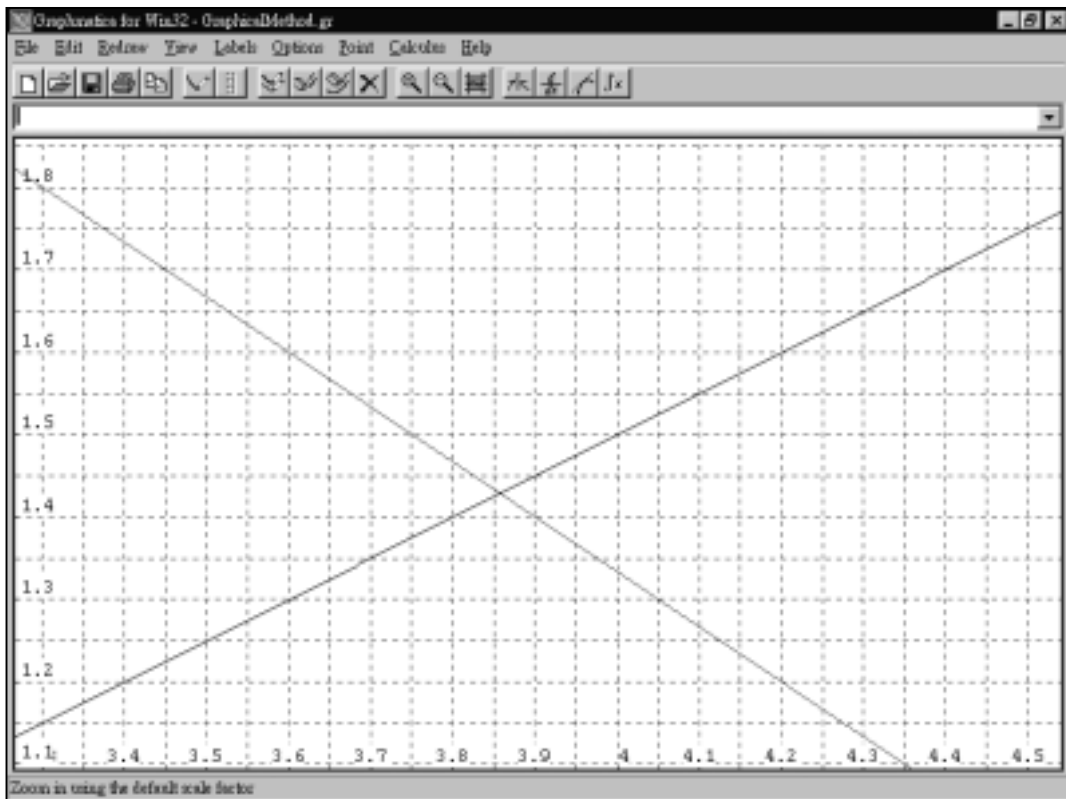 Graphmatica for Win32 - GraphicalMethod.gr
File Edit Redraw View Labels Options Point Calculus Help
1.8
1.7
1.6
1.5
1.4
1.3
1.2
1.1
3.4 3.5 3.6 3.7 3.8 3.9 4 4.1 4.2 4.3 4.4 4.5
Zoom in using the default scale factor